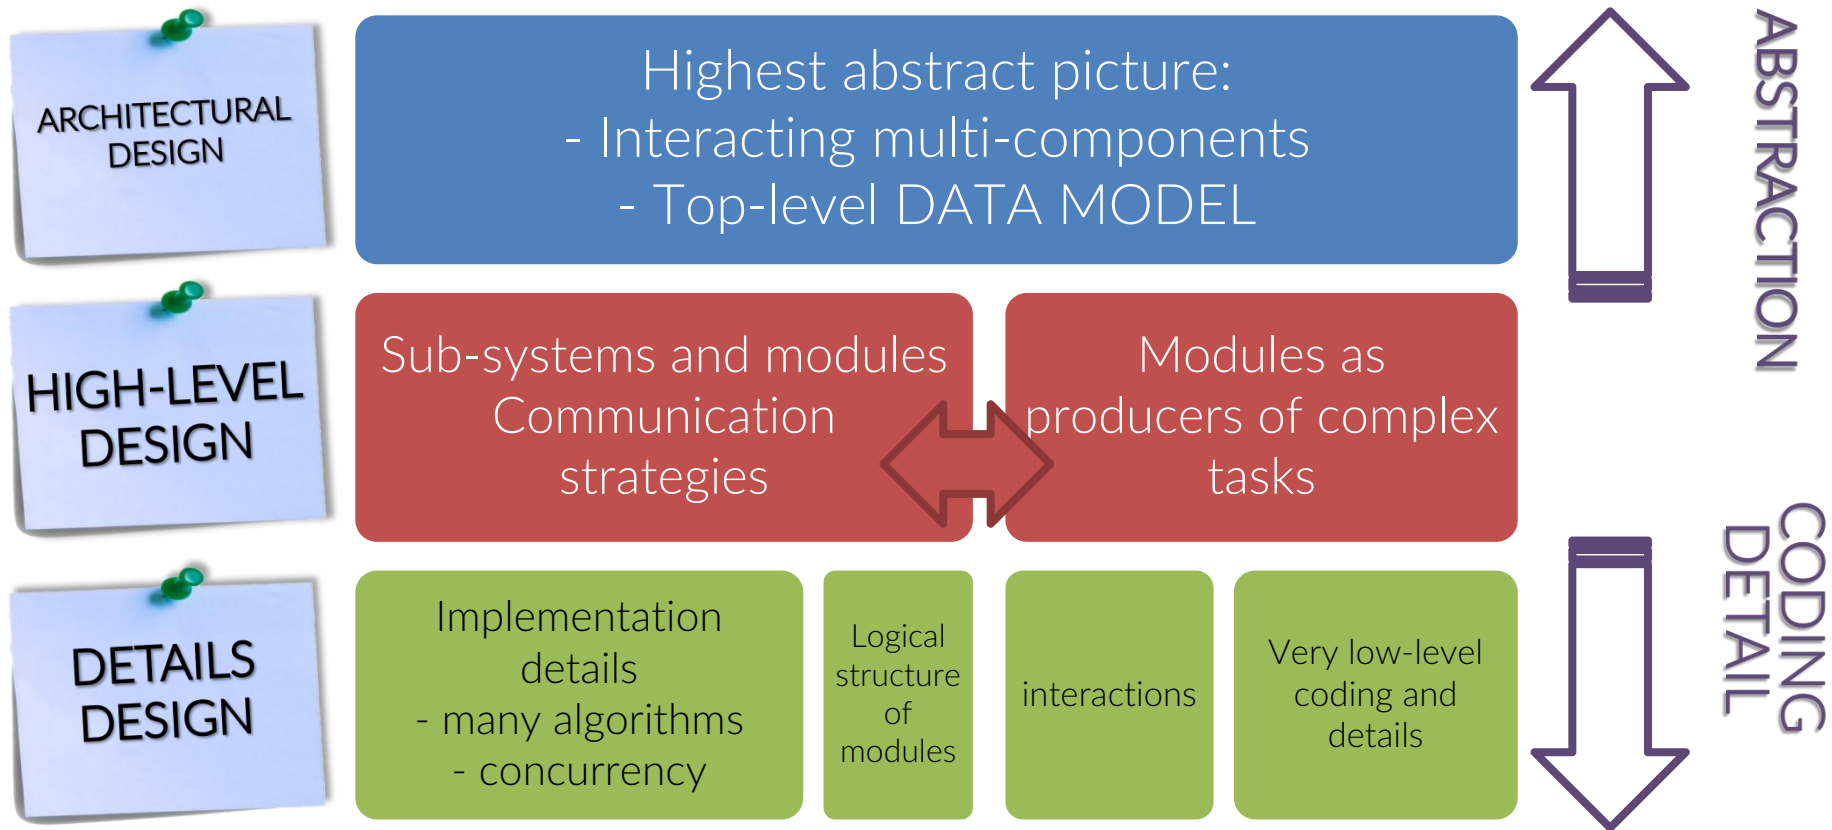 ARCHITECTURAL
DESIGN
Highest abstract picture:
- Interacting multi-components
- Top-level DATA MODEL
ABSTRACTION
HIGH-LEVEL
DESIGN
Sub-systems and modules
Communication
strategies
Modules as
producers of complex
tasks
DETAILS
DESIGN
Implementation
details
- many algorithms
- concurrency
Logical
structure
of
modules
interactions
Very low-level
coding and
details
CODING
DETAIL